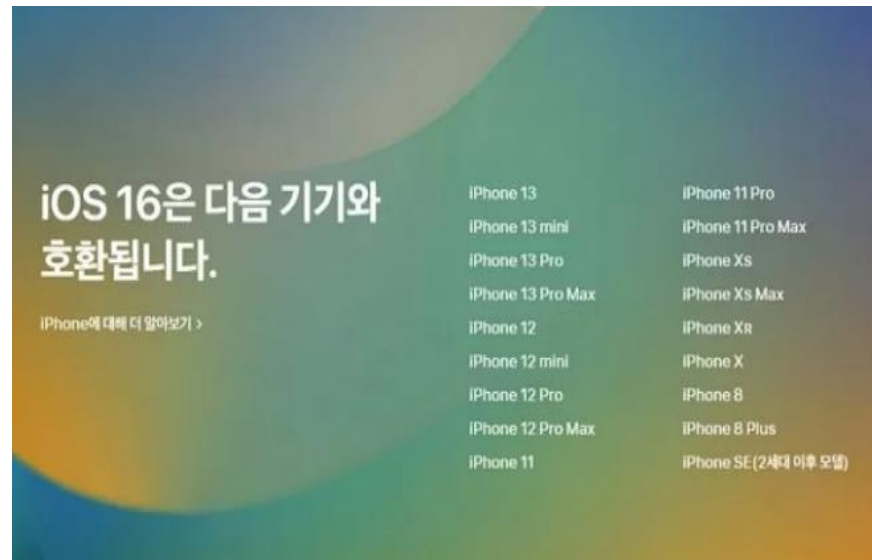 iOS 16은 다음 기기와
호환됩니다.
iPhone에 대해 더 알아보기 >
iPhone 13
iPhone 13 mini
iPhone 13 Pro
iPhone 13 Pro Max
iPhone 12
iPhone 12 mini
iPhone 12 Pro
iPhone 12 Pro Max
iPhone 11
iPhone 11 Pro
iPhone 11 Pro Max
iPhone Xs
iPhone Xs Max
iPhone XR
iPhone X
iPhone 8
iPhone 8 Plus
iPhone SE(2세대 이후 모델)